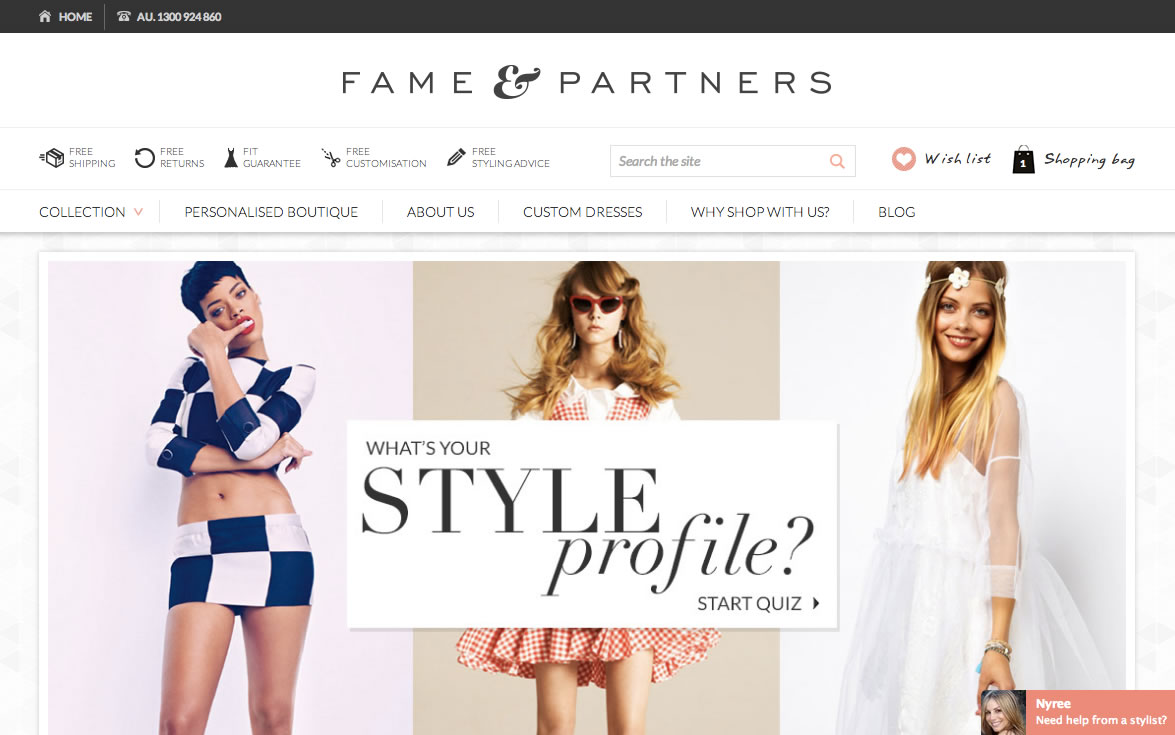 HOME
AU. 1300 924 860
FAME & PARTNERS
FREE
SHIPPING
FREE
RETURNS
FIT
GUARANTEE
FREE
CUSTOMISATION
FREE
STYLING ADVICE
Search the site
Wish list
1
Shopping bag
COLLECTION
PERSONALISED BOUTIQUE
ABOUT US
CUSTOM DRESSES
WHY SHOP WITH US?
BLOG
WHAT'S YOUR
STYLE
profile?
START QUIZ
Nyree
Need help from a stylist?